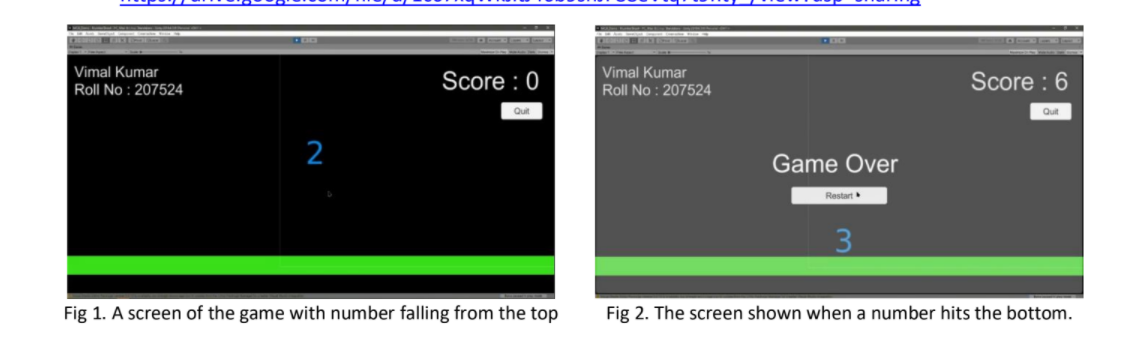 Vimal Kumar
Roll No : 207524
Score : 0
Quit
2
Vimal Kumar
Roll No : 207524
Score : 6
Quit
Game Over
Restart
3
Fig 1. A screen of the game with number falling from the top
Fig 2. The screen shown when a number hits the bottom.